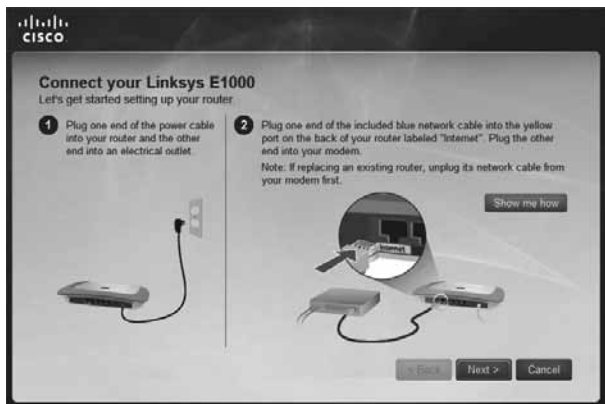 CISCO
Connect your Linksys E1000
Let's get started setting up your router
1
Plug one end of the power cable
into your router and the other
end into an electrical outlet.
2
Plug one end of the included blue network cable into the yellow
port on the back of your router labeled "Internet". Plug the other
end into your modem.
Note: If replacing an existing router, unplug its network cable from
your modem first.
Show me how
Internet
< Back
Next >
Cancel